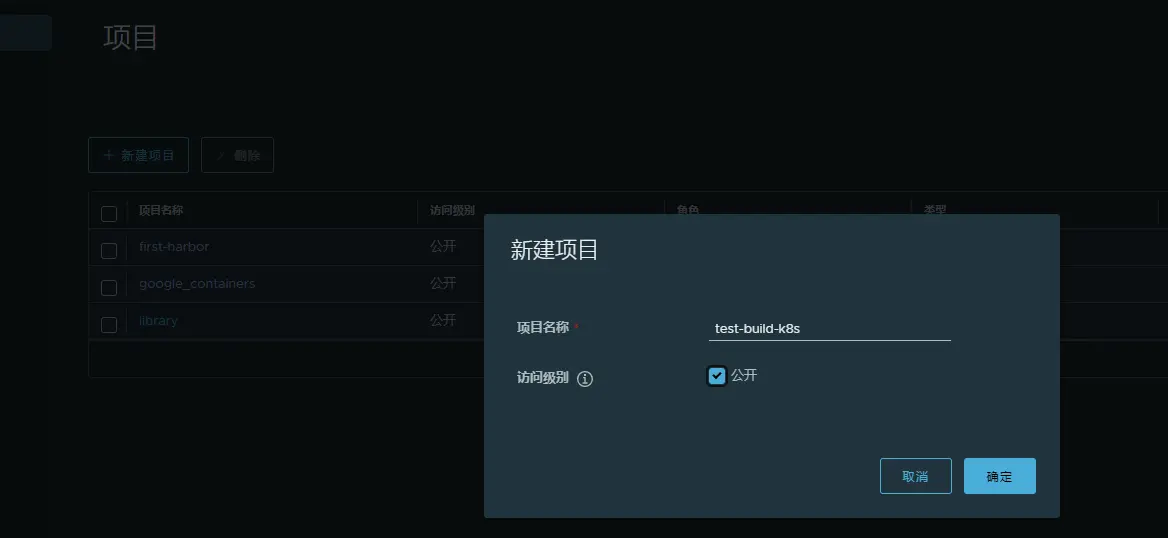 项目
+ 新建项目
删除
项目名称
访问级别
角色
类型
first-harbor
公开
google_containers
公开
library
公开
新建项目
项目名称 *
test-build-k8s
访问级别
公开
取消
确定